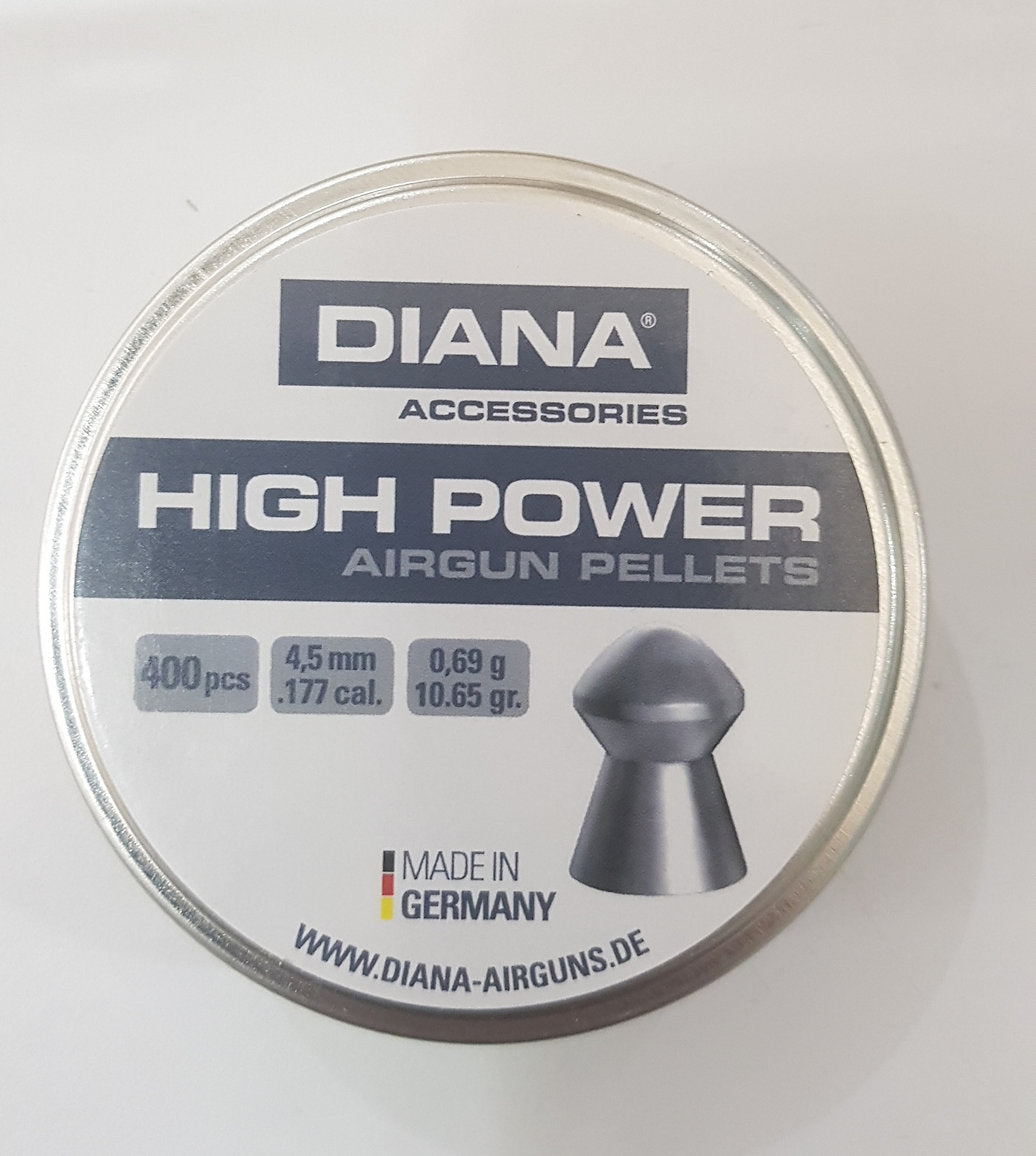 DIANA®
ACCESSORIES
HIGH POWER
AIRGUN PELLETS
400 pcs
4,5 mm
.177 cal.
0,69 g
10.65 gr.
MADE IN
GERMANY
WWW.DIANA-AIRGUNS.DE